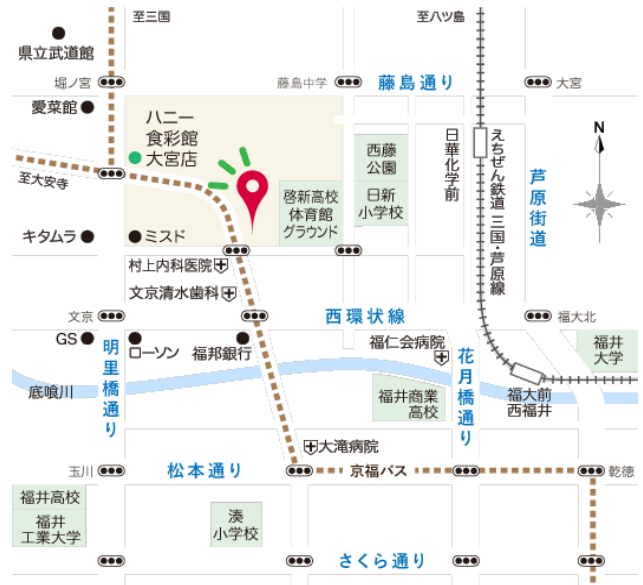 至三国
至八ツ島
県立武道館
堀ノ宮
藤島中学
藤島通り
大宮
愛菜館
ハニー
食彩館
大宮店
西藤
公園
日新
小学校
日華化学前
えちぜん鉄道 三国・芦原線
芦原街道
N
至大安寺
啓新高校
体育館
グラウンド
キタムラ
ミスド
村上内科医院
文京清水歯科
文京
西環状線
福大北
GS
ローソン
福邦銀行
福仁会病院
福井
大学
明里橋通り
花月橋通り
底喰川
福井商業
高校
福大前
西福井
大滝病院
玉川
松本通り
京福バス
乾徳
福井高校
福井
工業大学
湊
小学校
さくら通り